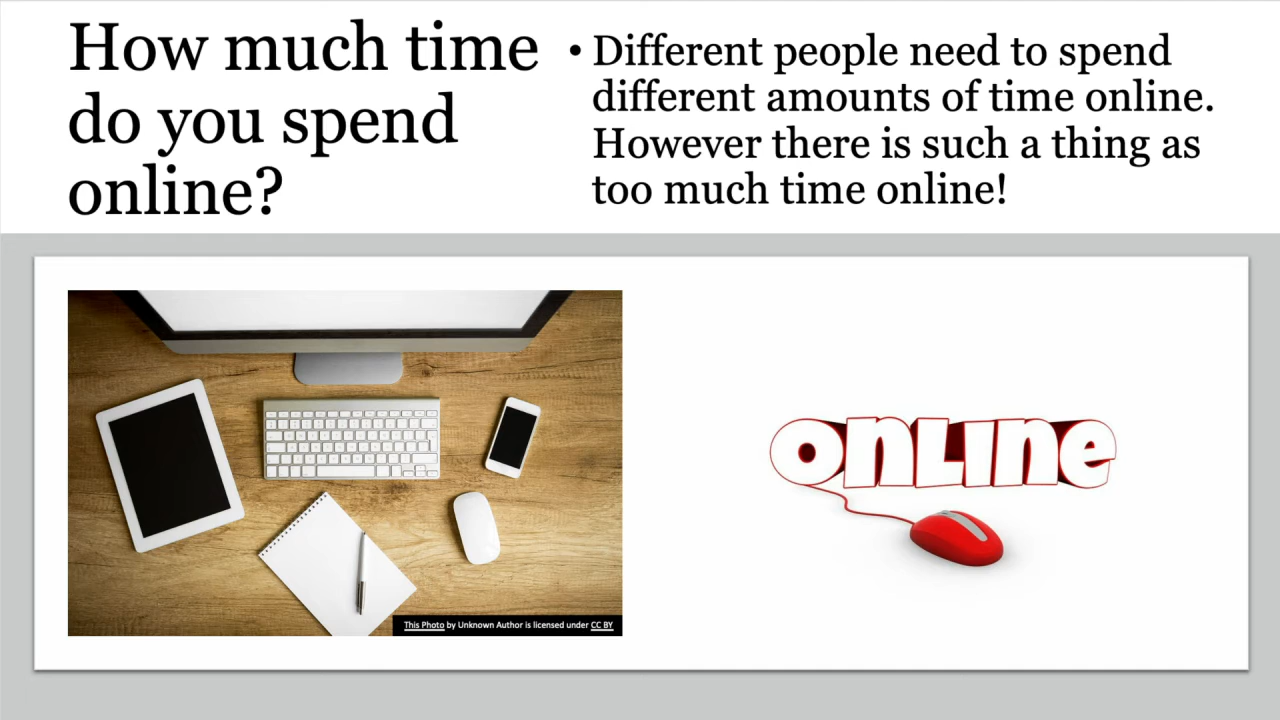 How much time
do you spend
online?
• Different people need to spend
different amounts of time online.
However there is such a thing as
too much time online!
onLine
This Photo by Unknown Author is licensed under CC BY